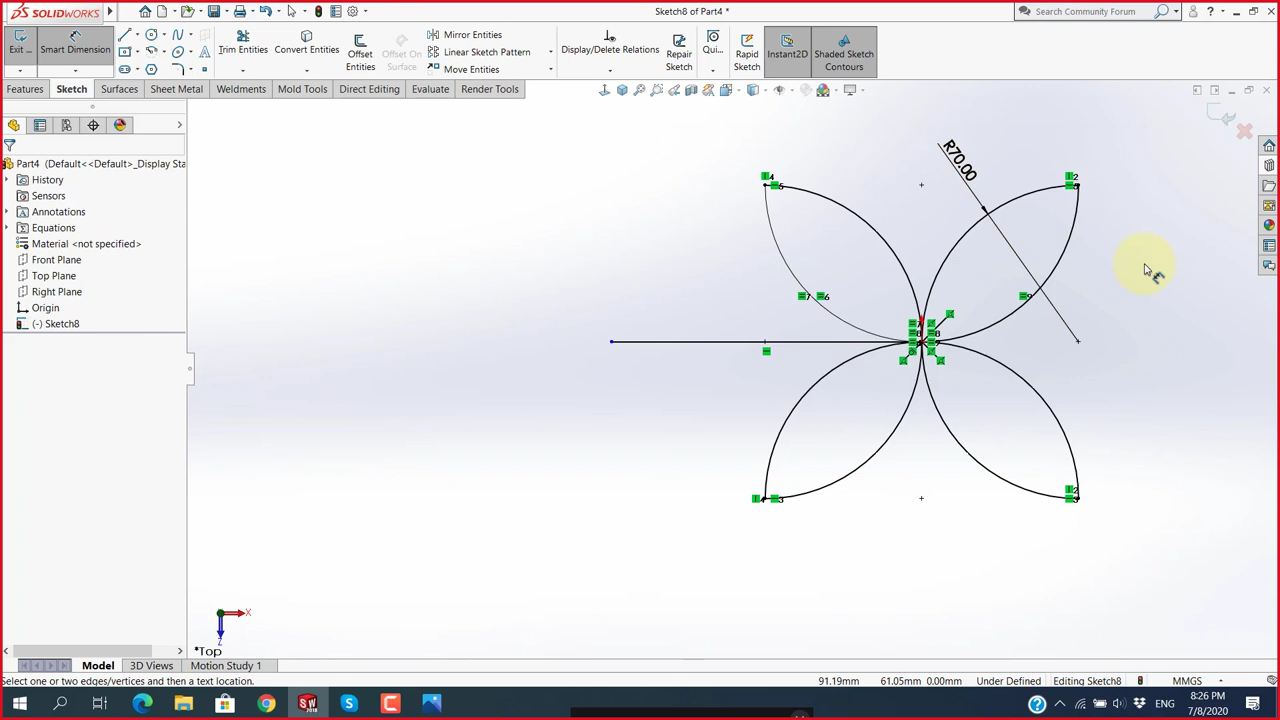 SOLIDWORKS
Sketch8 of Part4 *
Search Community Forum
Exit ...
Smart Dimension
Trim Entities
Convert Entities
Offset Entities
Offset On Surface
Mirror Entities
Linear Sketch Pattern
Move Entities
Display/Delete Relations
Repair Sketch
Qui...
Rapid Sketch
Instant2D
Shaded Sketch Contours
Features
Sketch
Surfaces
Sheet Metal
Weldments
Mold Tools
Direct Editing
Evaluate
Render Tools
Part4 (Default<<Default>_Display Sta
History
Sensors
Annotations
Equations
Material <not specified>
Front Plane
Top Plane
Right Plane
Origin
(-) Sketch8
R70.00
X
Z
*Top
Model
3D Views
Motion Study 1
Select one or two edges/vertices and then a text location.
91.19mm
61.05mm 0.00mm
Under Defined
Editing Sketch8
MMGS
ENG
8:26 PM
7/8/2020